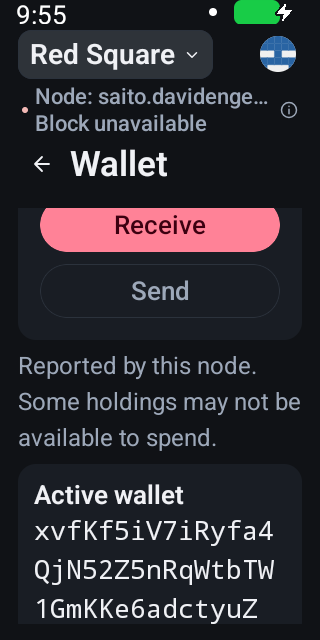 9:55
Red Square
Node: saito.davidenge…
Block unavailable
Wallet
Receive
Send
Reported by this node.
Some holdings may not be
available to spend.
Active wallet
xvfKf5iV7iRyfa4
QjN52Z5nRqWtbTW
1GmKKe6adctyuZ